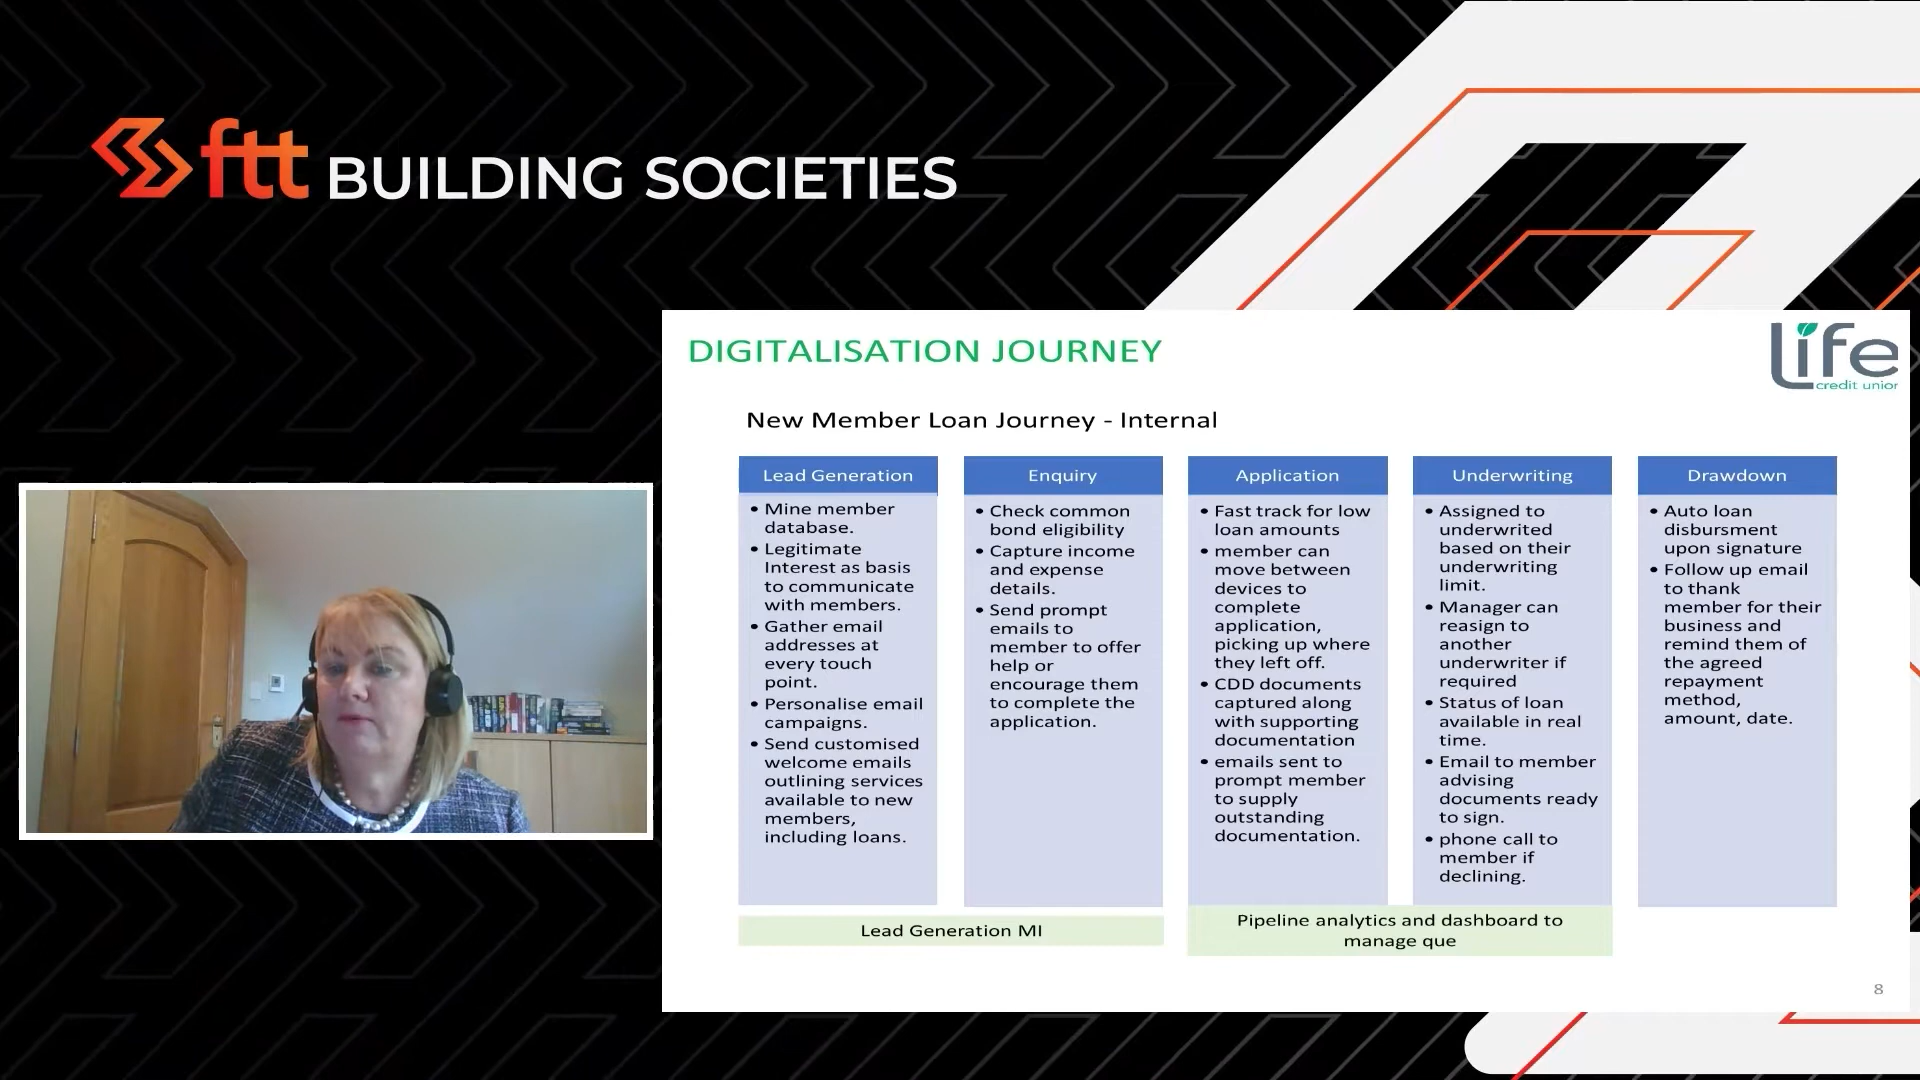 ftt BUILDING SOCIETIES
DIGITALISATION JOURNEY
Life
credit unior
New Member Loan Journey - Internal
Lead Generation
• Mine member
database.
• Legitimate
Interest as basis
to communicate
with members.
• Gather email
addresses at
every touch
point.
• Personalise email
campaigns.
• Send customised
welcome emails
outlining services
available to new
members,
including loans.
Enquiry
• Check common
bond eligibility
• Capture income
and expense
details.
• Send prompt
emails to
member to offer
help or
encourage them
to complete the
application.
Application
• Fast track for low
loan amounts
• member can
move between
devices to
complete
application,
picking up where
they left off.
• CDD documents
captured along
with supporting
documentation
• emails sent to
prompt member
to supply
outstanding
documentation.
Underwriting
• Assigned to
underwrited
based on their
underwriting
limit.
• Manager can
reasign to
another
underwriter if
required
• Status of loan
available in real
time.
• Email to member
advising
documents ready
to sign.
• phone call to
member if
declining.
Drawdown
• Auto loan
disbursment
upon signature
• Follow up email
to thank
member for their
business and
remind them of
the agreed
repayment
method,
amount, date.
Lead Generation MI
Pipeline analytics and dashboard to
manage que
8